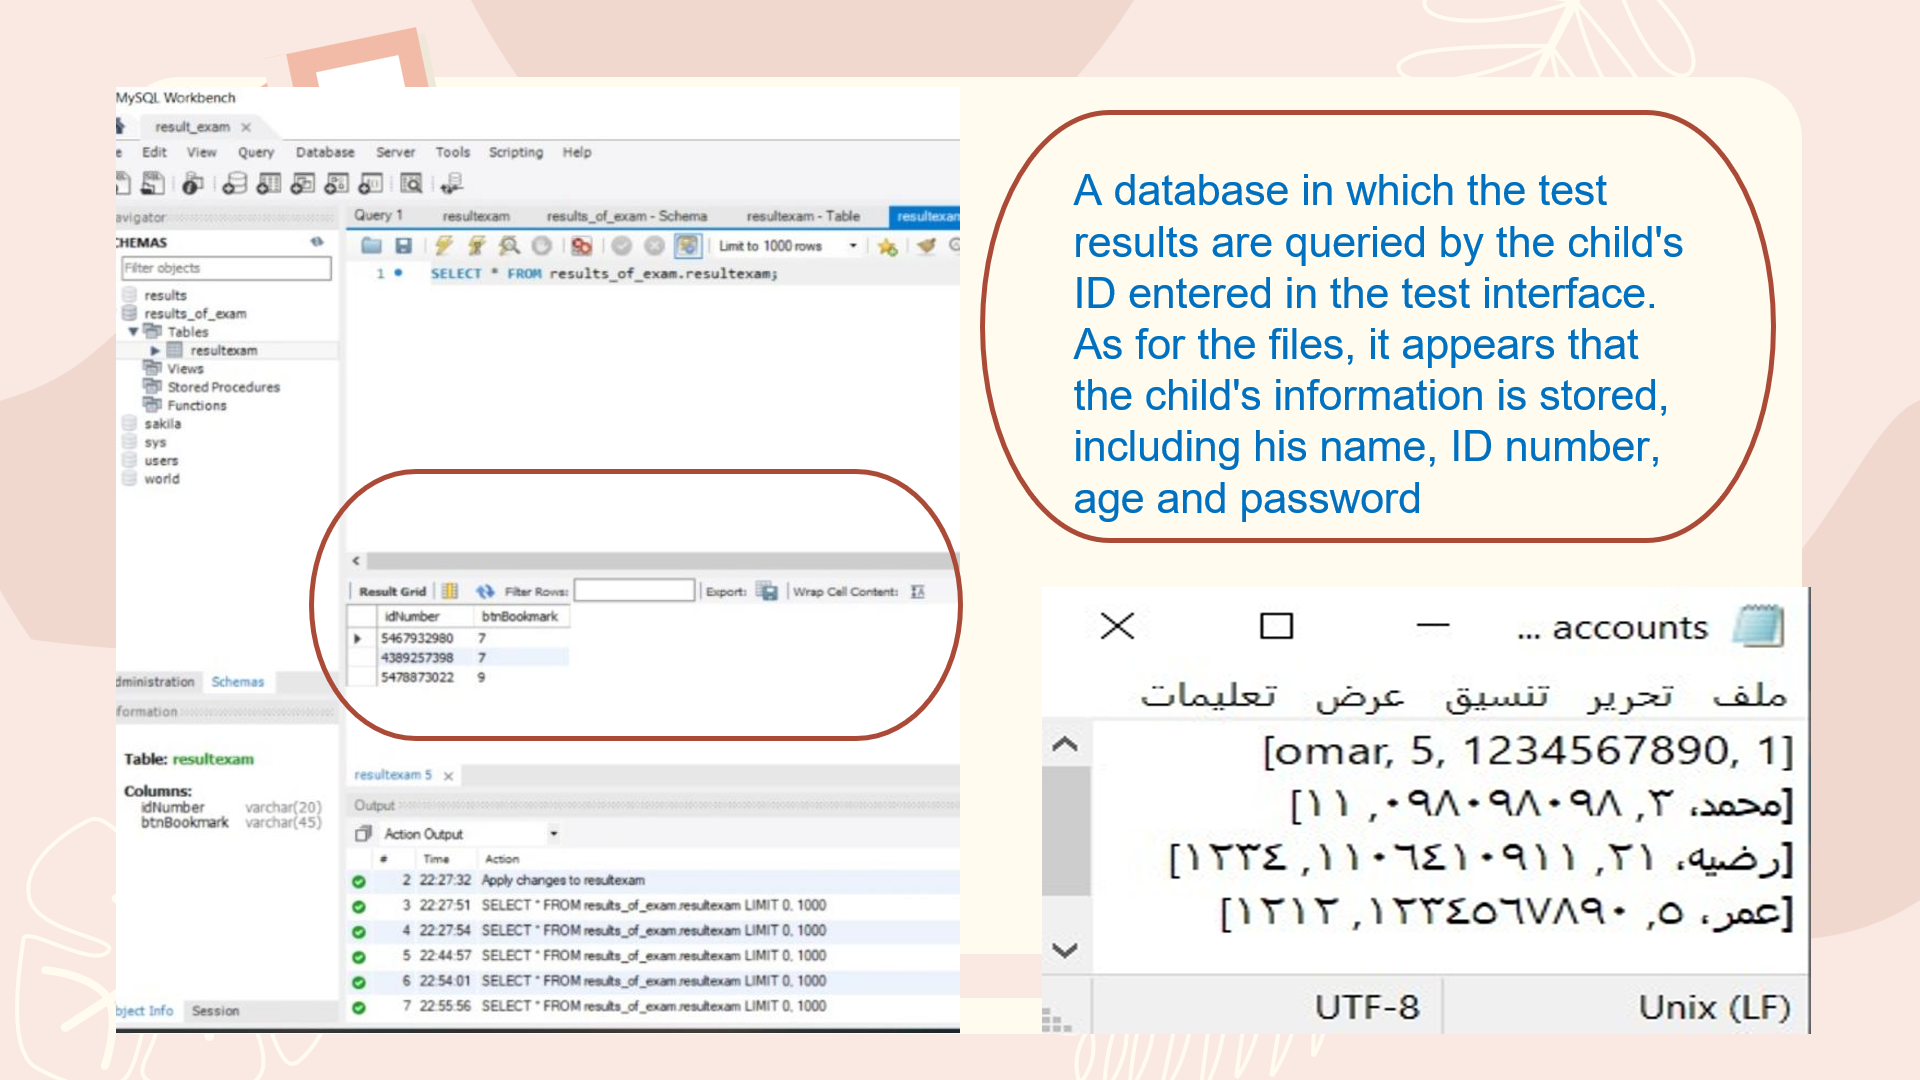 MySQL Workbench
result_exam
Edit View Query Database Server Tools Scripting Help
avigator
CHEMAS
Filter objects
results
results_of_exam
Tables
resultexam
Views
Stored Procedures
Functions
sakila
sys
users
world
dministration Schemas
formation
Table: resultexam
Columns:
idNumber varchar(20)
btnBookmark varchar(45)
bject Info Session
Query 1 resultexam results_of_exam - Schema resultexam - Table resultexam
Limit to 1000 rows
1 SELECT * FROM results_of_exam.resultexam;
Result Grid Filter Rows: Export: Wrap Cell Content:
idNumber btnBookmark
5467932980 7
4389257398 7
5478873022 9
resultexam 5
Output
Action Output
# Time Action
2 22:27:32 Apply changes to resultexam
3 22:27:51 SELECT * FROM results_of_exam.resultexam LIMIT 0, 1000
4 22:27:54 SELECT * FROM results_of_exam.resultexam LIMIT 0, 1000
5 22:44:57 SELECT * FROM results_of_exam.resultexam LIMIT 0, 1000
6 22:54:01 SELECT * FROM results_of_exam.resultexam LIMIT 0, 1000
7 22:55:56 SELECT * FROM results_of_exam.resultexam LIMIT 0, 1000
A database in which the test
results are queried by the child's
ID entered in the test interface.
As for the files, it appears that
the child's information is stored,
including his name, ID number,
age and password
... accounts
ملف تحرير تنسيق عرض تعليمات
[omar, 5, 1234567890, 1]
[محمد، ٣, ٠٩٨٠٩٨٠٩٨, ١١]
[رضيه، ٢١, ١١٠٦٤١٠٩١١, ١٢٣٤]
[عمر، ٥, ١٢٣٤٥٦٧٨٩٠, ١٢١٢]
UTF-8 Unix (LF)